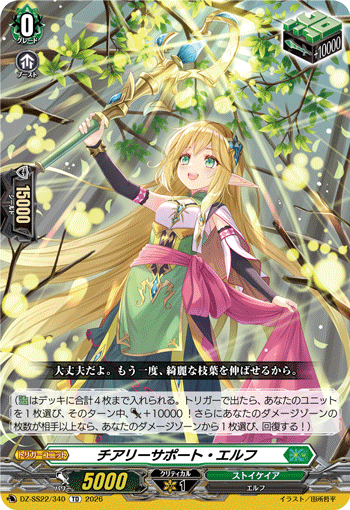 0
グレード
ブースト
+10000
15000
シールド
大丈夫だよ。もう一度、綺麗な枝葉を伸ばせるから。
(治はデッキに合計４枚まで入れられる。トリガーで出たら、あなたのユニット
を１枚選び、そのターン中、+10000！さらにあなたのダメージゾーンの
枚数が相手以上なら、あなたのダメージゾーンから１枚選び、回復する！)
トリガーユニット
チアリーサポート・エルフ
パワー
5000
クリティカル
1
ストイケイア
エルフ
DZ-SS22/340 TD 2026
イラスト／田所哲平